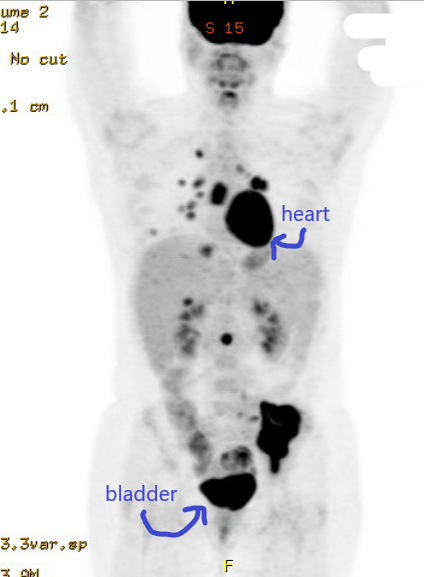 ume 2
14
S 15
No cut
.1 cm
heart
bladder
3.3var.sp
F